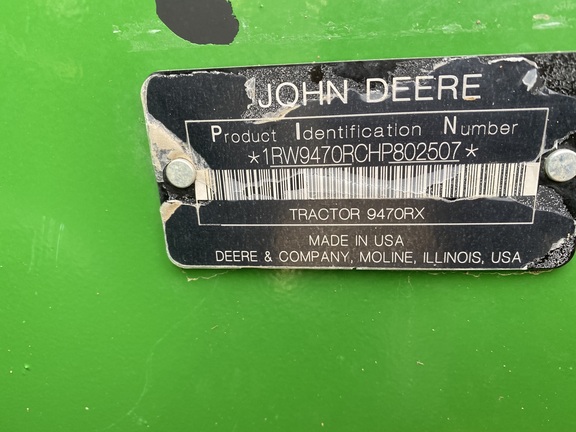 JOHN DEERE
Product Identification Number
*1RW9470RCHP802507*
TRACTOR 9470RX
MADE IN USA
DEERE & COMPANY, MOLINE, ILLINOIS, USA